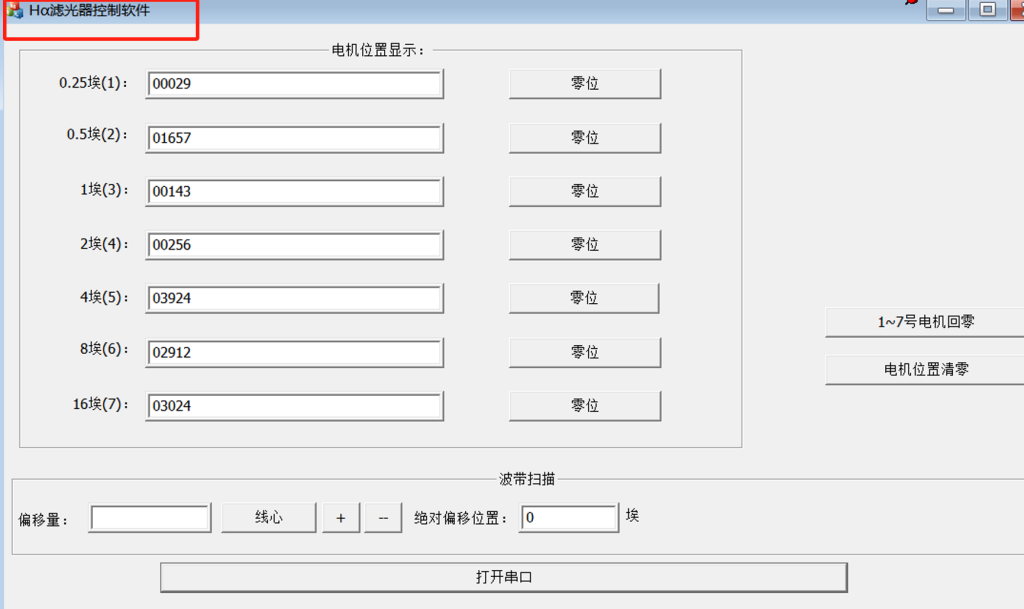 Hα滤光器控制软件
电机位置显示：
0.25埃(1)： 00029 零位
0.5埃(2)： 01657 零位
1埃(3)： 00143 零位
2埃(4)： 00256 零位
4埃(5)： 03924 零位
8埃(6)： 02912 零位
16埃(7)： 03024 零位
1~7号电机回零
电机位置清零
波带扫描
偏移量： 线心 + -- 绝对偏移位置： 0 埃
打开串口